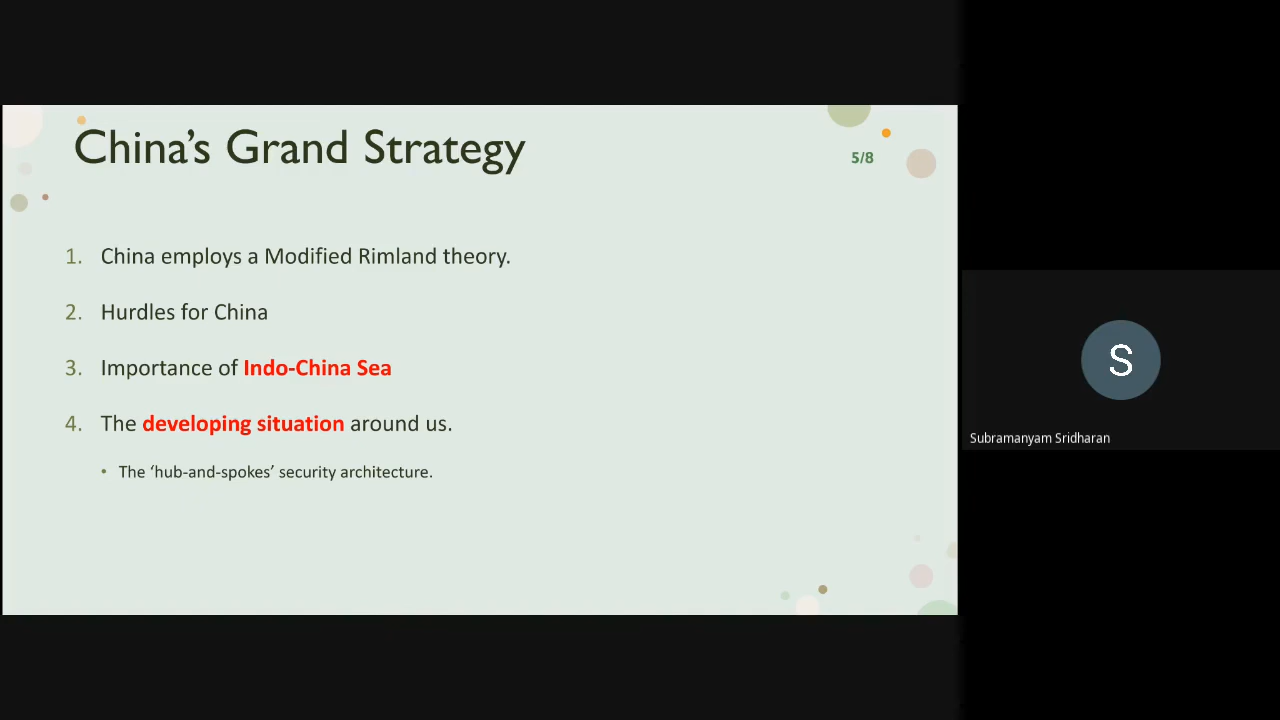 China’s Grand Strategy
5/8
1. China employs a Modified Rimland theory.
2. Hurdles for China
3. Importance of Indo-China Sea
4. The developing situation around us.
• The ‘hub-and-spokes’ security architecture.
S
Subramanyam Sridharan